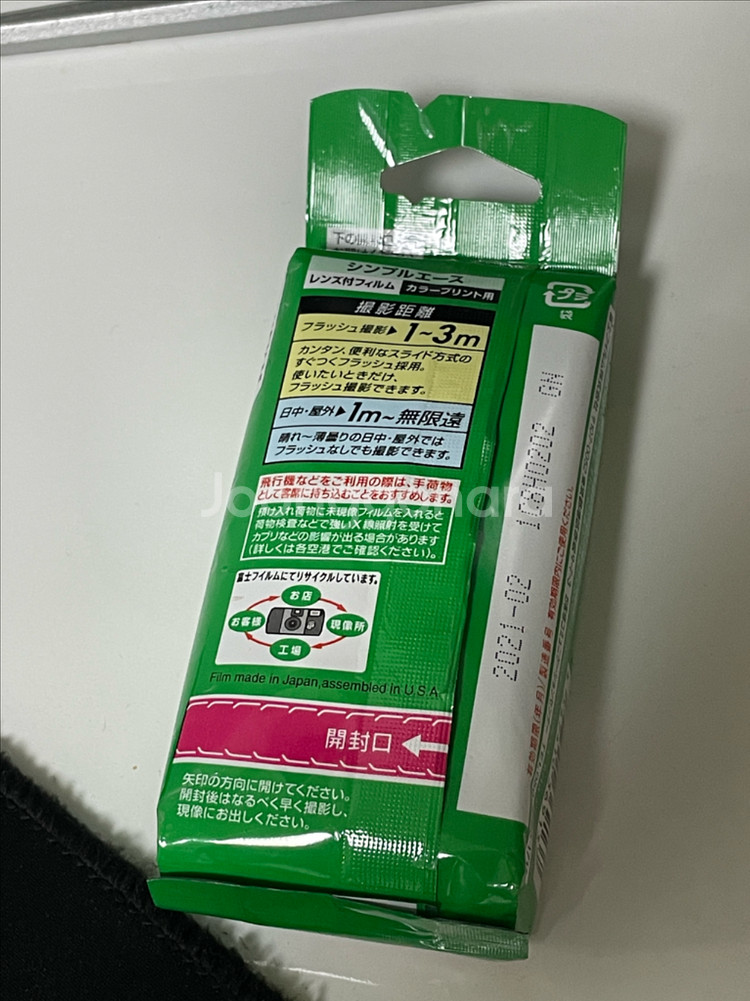 シンプルエース
レンズ付フィルム カラープリント用
撮影距離
フラッシュ撮影▶1~3m
カンタン、便利なスライド方式の
すぐつくフラッシュ採用。
使いたいときだけ、
フラッシュ撮影できます。
日中・屋外▶1m~無限遠
晴れ~薄曇りの日中・屋外では
フラッシュなしでも撮影できます。
飛行機などをご利用の際は、手荷物
として客席に持ち込むことをおすすめします。
預け入れ荷物に未現像フィルムを入れると
荷物検査などで強いX線照射を受けて
カブリなどの影響が出る場合があります
(詳しくは各空港でご確認ください)。
富士フイルムにてリサイクルしています。
お店
お客様
現像所
工場
Film made in Japan,assembled in U.S.A
開封口
矢印の方向に開けてください。
開封後はなるべく早く撮影し、
現像にお出しください。
プラ
袋
2021-07